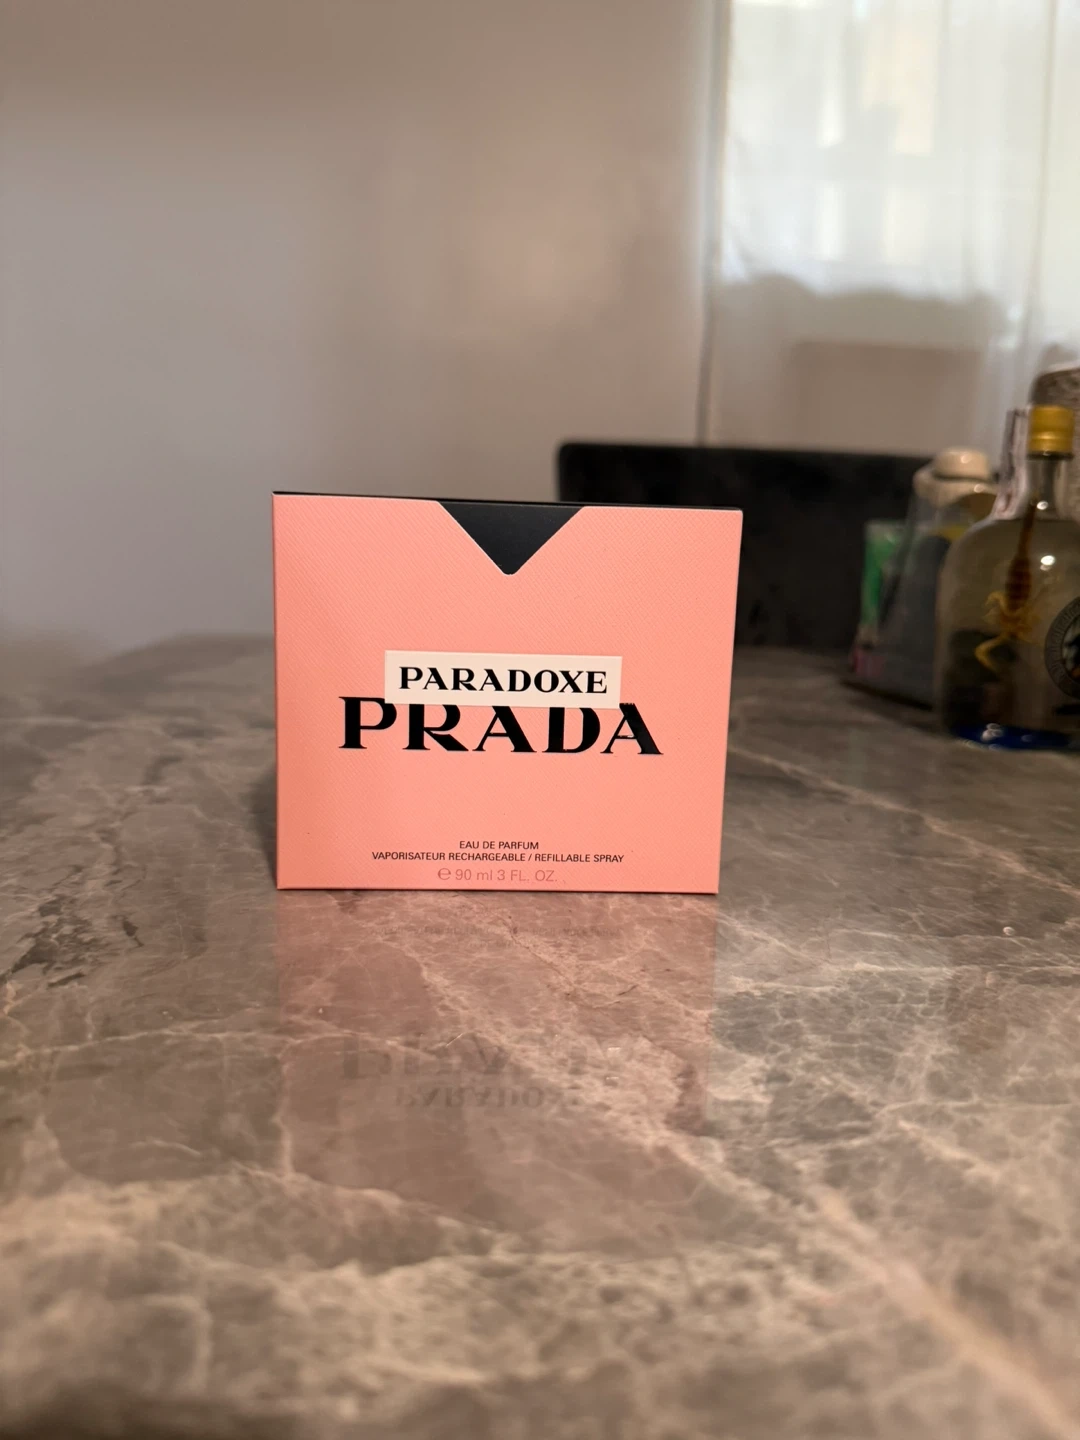 PARADOXE
PRADA
EAU DE PARFUM
VAPORISATEUR RECHARGEABLE / REFILLABLE SPRAY
℮ 90 ml 3 FL. OZ.